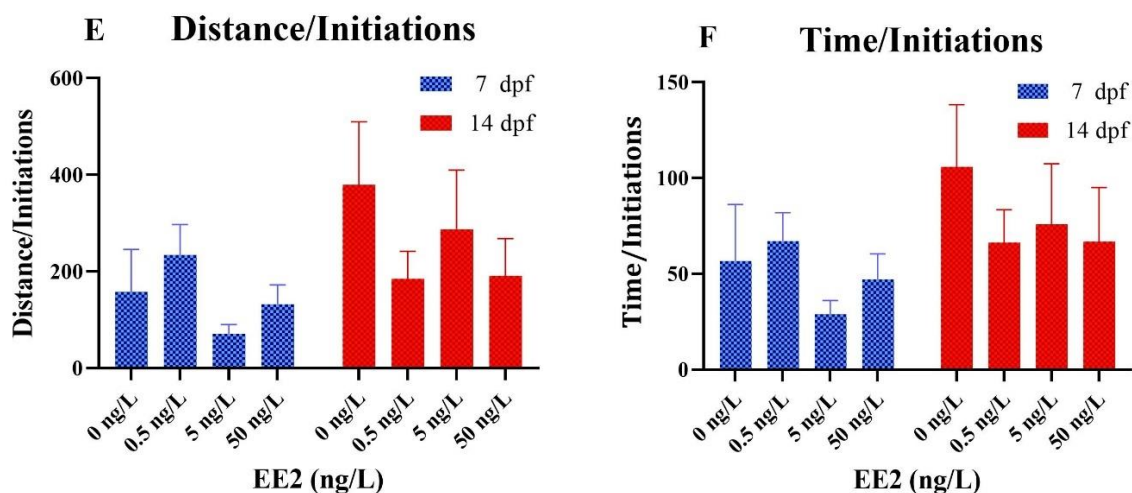 E Distance/Initiations
7 dpf
14 dpf
Distance/Initiations
600
400
200
0
0 ng/L
0.5 ng/L
5 ng/L
50 ng/L
0 ng/L
0.5 ng/L
5 ng/L
50 ng/L
EE2 (ng/L)
F Time/Initiations
7 dpf
14 dpf
Time/Initiations
150
100
50
0
0 ng/L
0.5 ng/L
5 ng/L
50 ng/L
0 ng/L
0.5 ng/L
5 ng/L
50 ng/L
EE2 (ng/L)